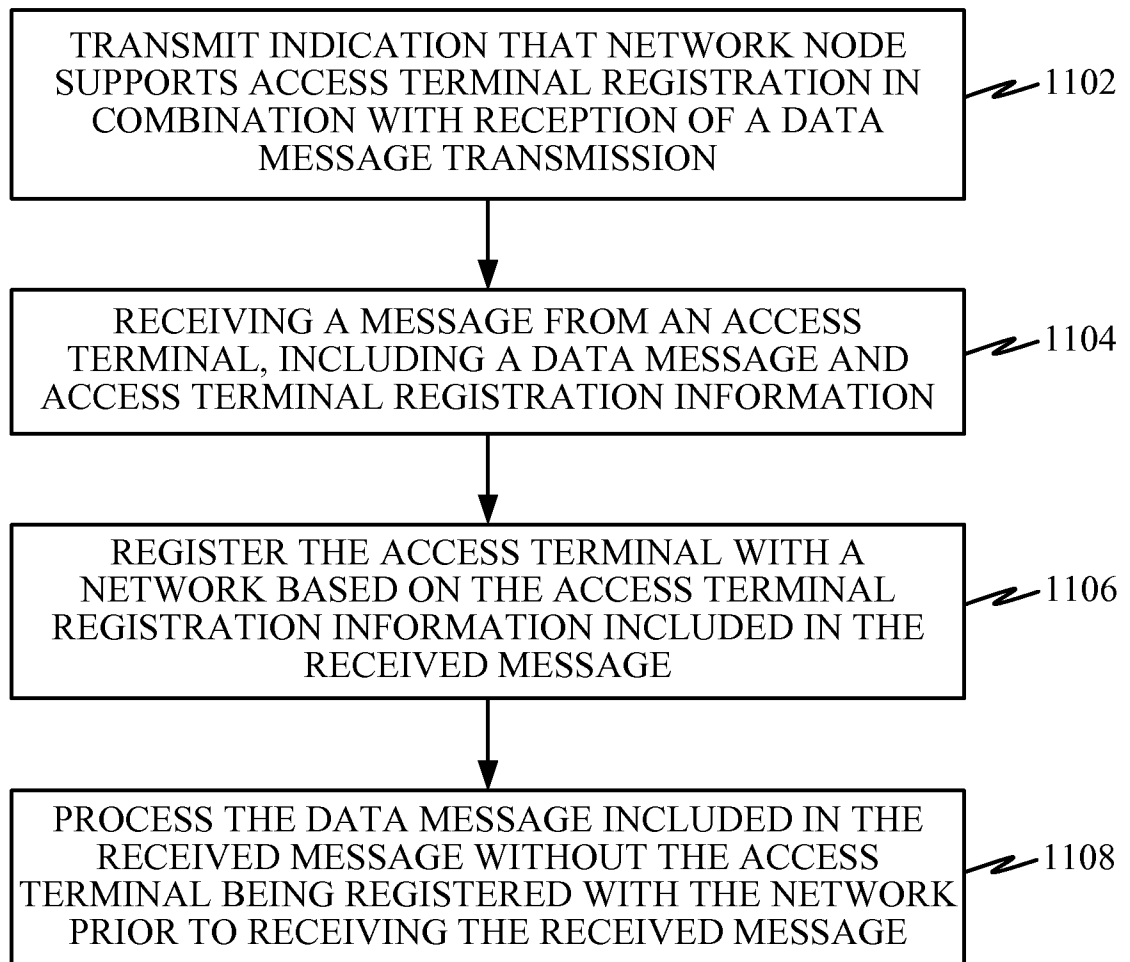 TRANSMIT INDICATION THAT NETWORK NODE
SUPPORTS ACCESS TERMINAL REGISTRATION IN
COMBINATION WITH RECEPTION OF A DATA
MESSAGE TRANSMISSION
1102
RECEIVING A MESSAGE FROM AN ACCESS
TERMINAL, INCLUDING A DATA MESSAGE AND
ACCESS TERMINAL REGISTRATION INFORMATION
1104
REGISTER THE ACCESS TERMINAL WITH A
NETWORK BASED ON THE ACCESS TERMINAL
REGISTRATION INFORMATION INCLUDED IN THE
RECEIVED MESSAGE
1106
PROCESS THE DATA MESSAGE INCLUDED IN THE
RECEIVED MESSAGE WITHOUT THE ACCESS
TERMINAL BEING REGISTERED WITH THE NETWORK
PRIOR TO RECEIVING THE RECEIVED MESSAGE
1108